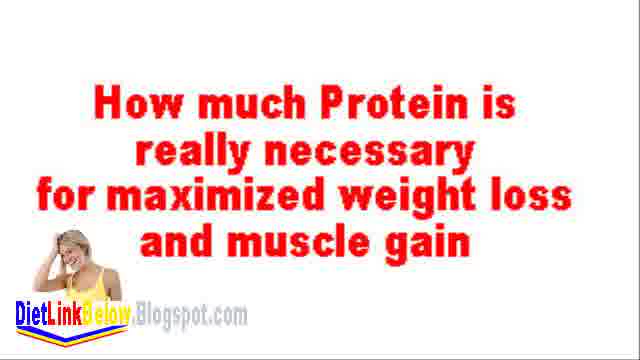 How much Protein is
really necessary
for maximized weight loss
and muscle gain
DietLinkBelow.Blogspot.com